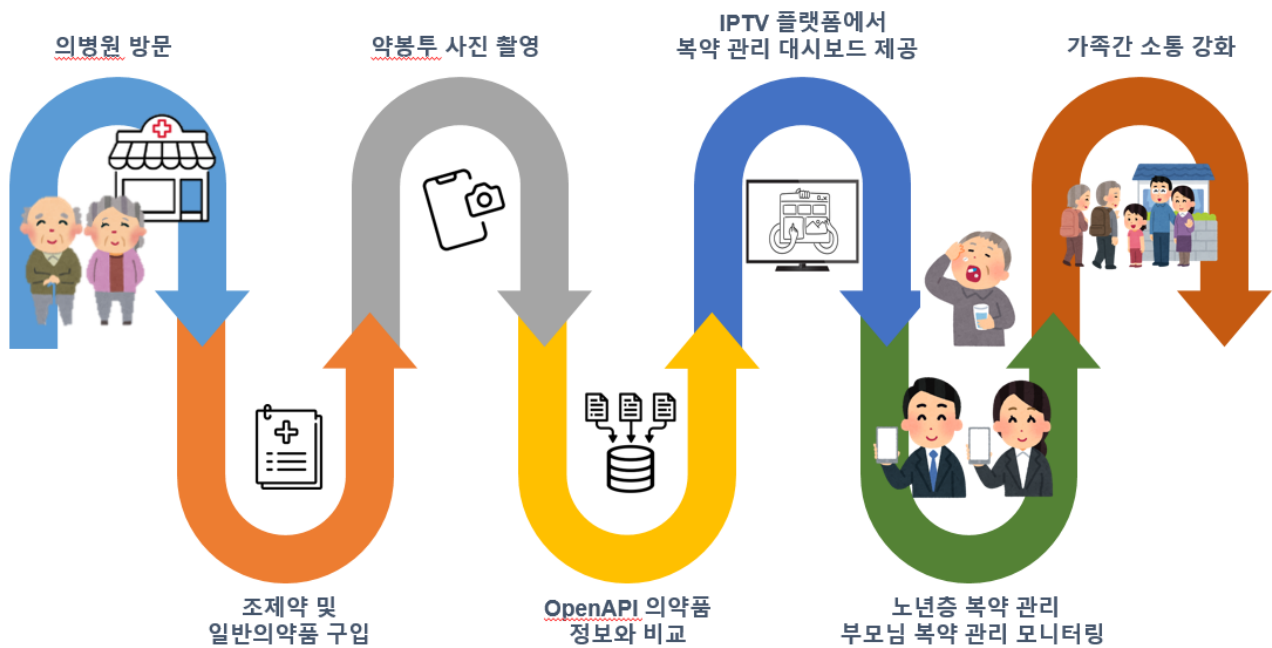 의병원 방문
조제약 및
일반의약품 구입
약봉투 사진 촬영
OpenAPI 의약품
정보와 비교
IPTV 플랫폼에서
복약 관리 대시보드 제공
노년층 복약 관리
부모님 복약 관리 모니터링
가족간 소통 강화